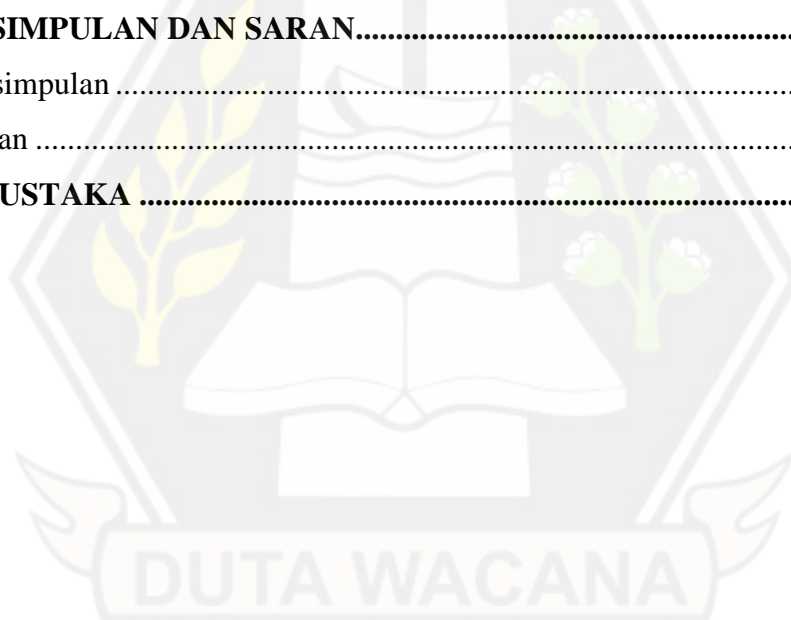 SIMPULAN DAN SARAN..........................................................
simpulan ..........................................................................................
an .....................................................................................................
USTAKA .....................................................................................
DUTA WACANA